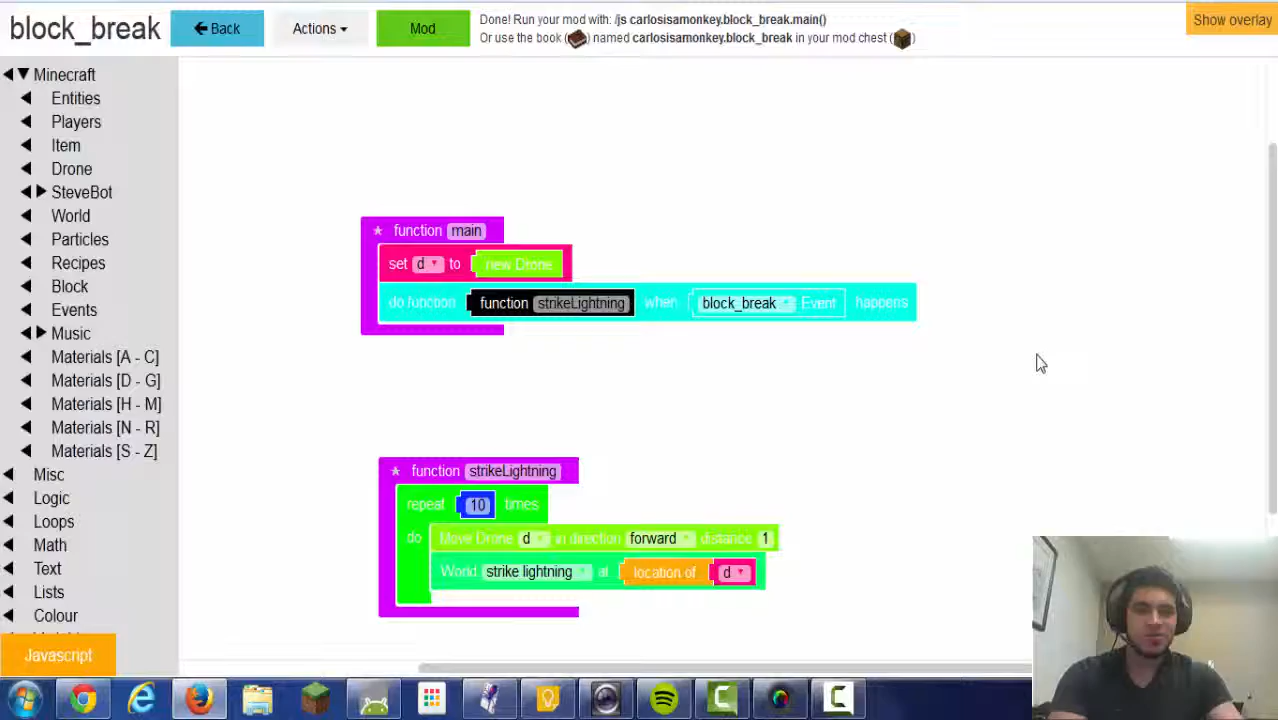 block_break
Back
Actions
Mod
Done! Run your mod with: /js carlosisamonkey.block_break.main()
Or use the book ( ) named carlosisamonkey.block_break in your mod chest ( )
Show overlay
Minecraft
Entities
Players
Item
Drone
SteveBot
World
Particles
Recipes
Block
Events
Music
Materials [A - C]
Materials [D - G]
Materials [H - M]
Materials [N - R]
Materials [S - Z]
Misc
Logic
Loops
Math
Text
Lists
Colour
Javascript
function main
set d to new Drone
do function function strikeLightning when block_break Event happens
function strikeLightning
repeat 10 times
do Move Drone d in direction forward distance 1
World strike lightning at location of d